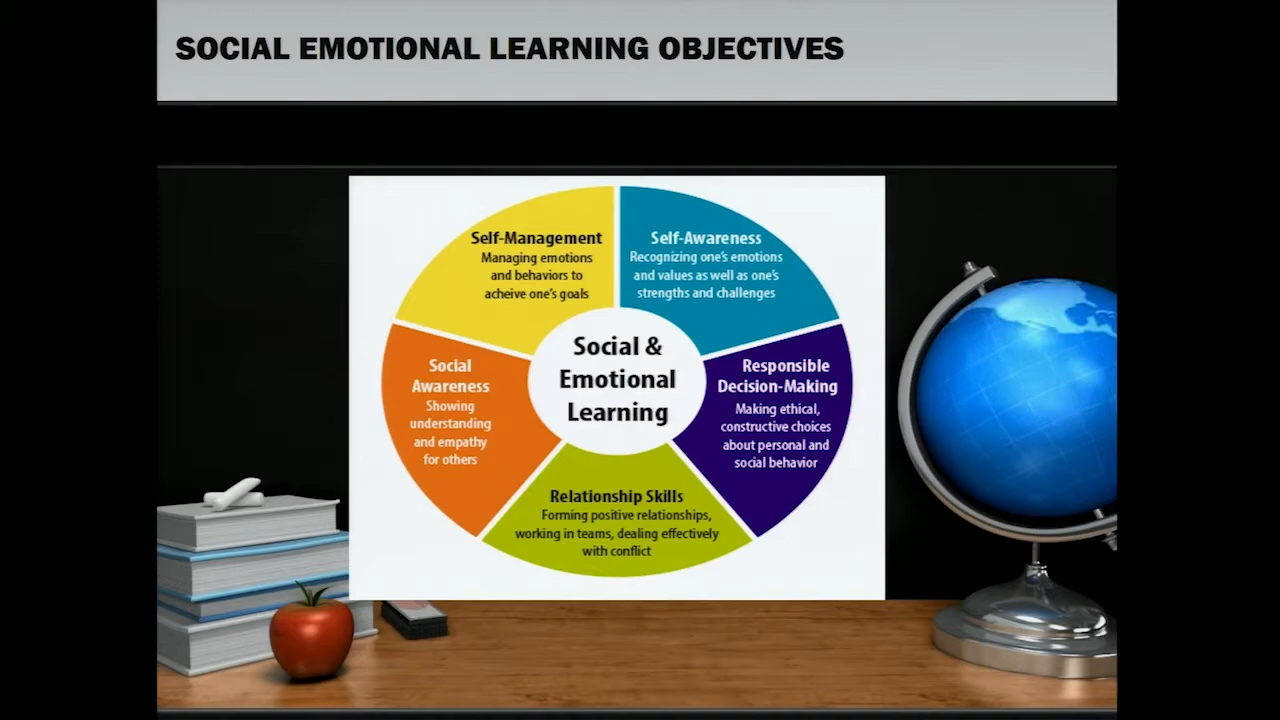 SOCIAL EMOTIONAL LEARNING OBJECTIVES
Self-Management
Managing emotions
and behaviors to
acheive one's goals
Self-Awareness
Recognizing one's emotions
and values as well as one's
strengths and challenges
Social
Awareness
Showing
understanding
and empathy
for others
Social &
Emotional
Learning
Responsible
Decision-Making
Making ethical,
constructive choices
about personal and
social behavior
Relationship Skills
Forming positive relationships,
working in teams, dealing effectively
with conflict